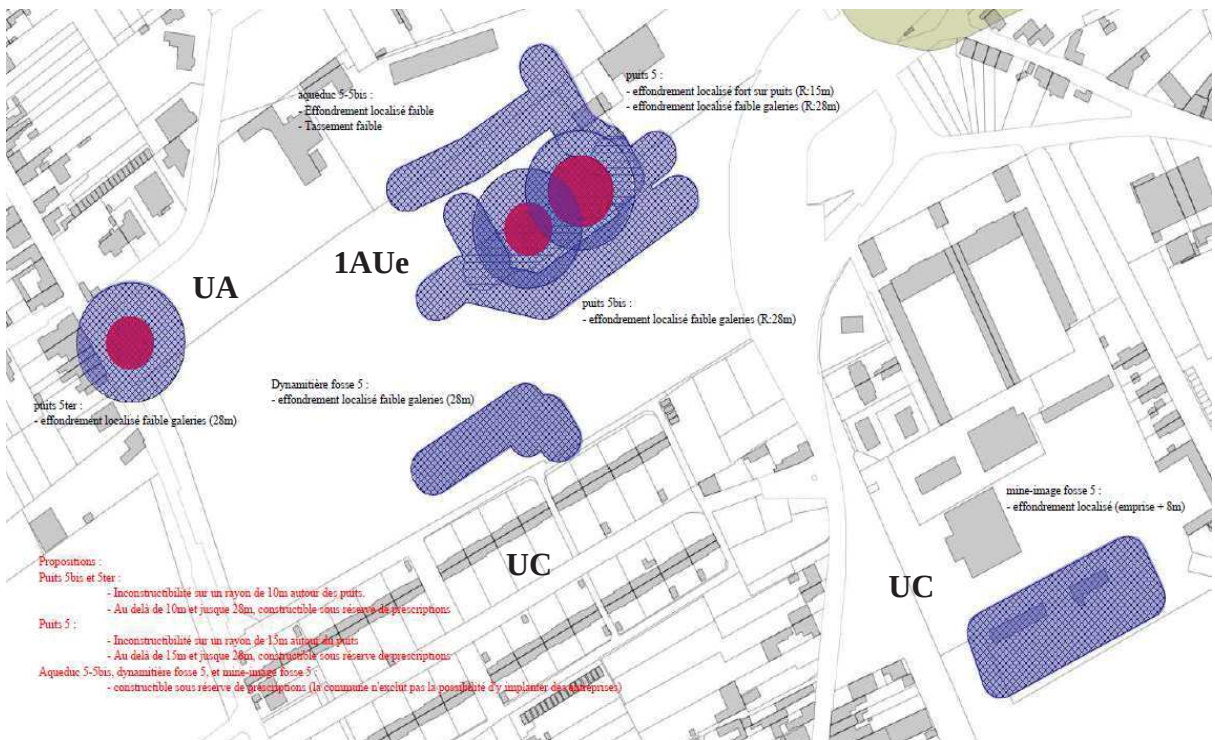 aqueduc 5-5bis :
- Effondrement localisé faible
- Tassement faible
puits 5 :
- effondrement localisé fort sur puits (R:15m)
- effondrement localisé faible galeries (R:28m)
UA
1AUe
puits 5bis :
- effondrement localisé faible galeries (R:28m)
Dynamitière fosse 5 :
- effondrement localisé faible galeries (28m)
puits 5ter :
- effondrement localisé faible galeries (28m)
mine-image fosse 5 :
- effondrement localisé (emprise + 8m)
UC
UC
Propositions :
Puits 5bis et 5ter :
- Inconstructibilité sur un rayon de 10m autour des puits.
- Au delà de 10m et jusque 28m, constructible sous réserve de prescriptions
Puits 5 :
- Inconstructibilité sur un rayon de 15m autour du puits
- Au delà de 15m et jusque 28m, constructible sous réserve de prescriptions
Aqueduc 5-5bis, dynamitière fosse 5, et mine-image fosse 5 :
- constructible sous réserve de prescriptions (la commune n'exclut pas la possibilité d'y implanter des entreprises)